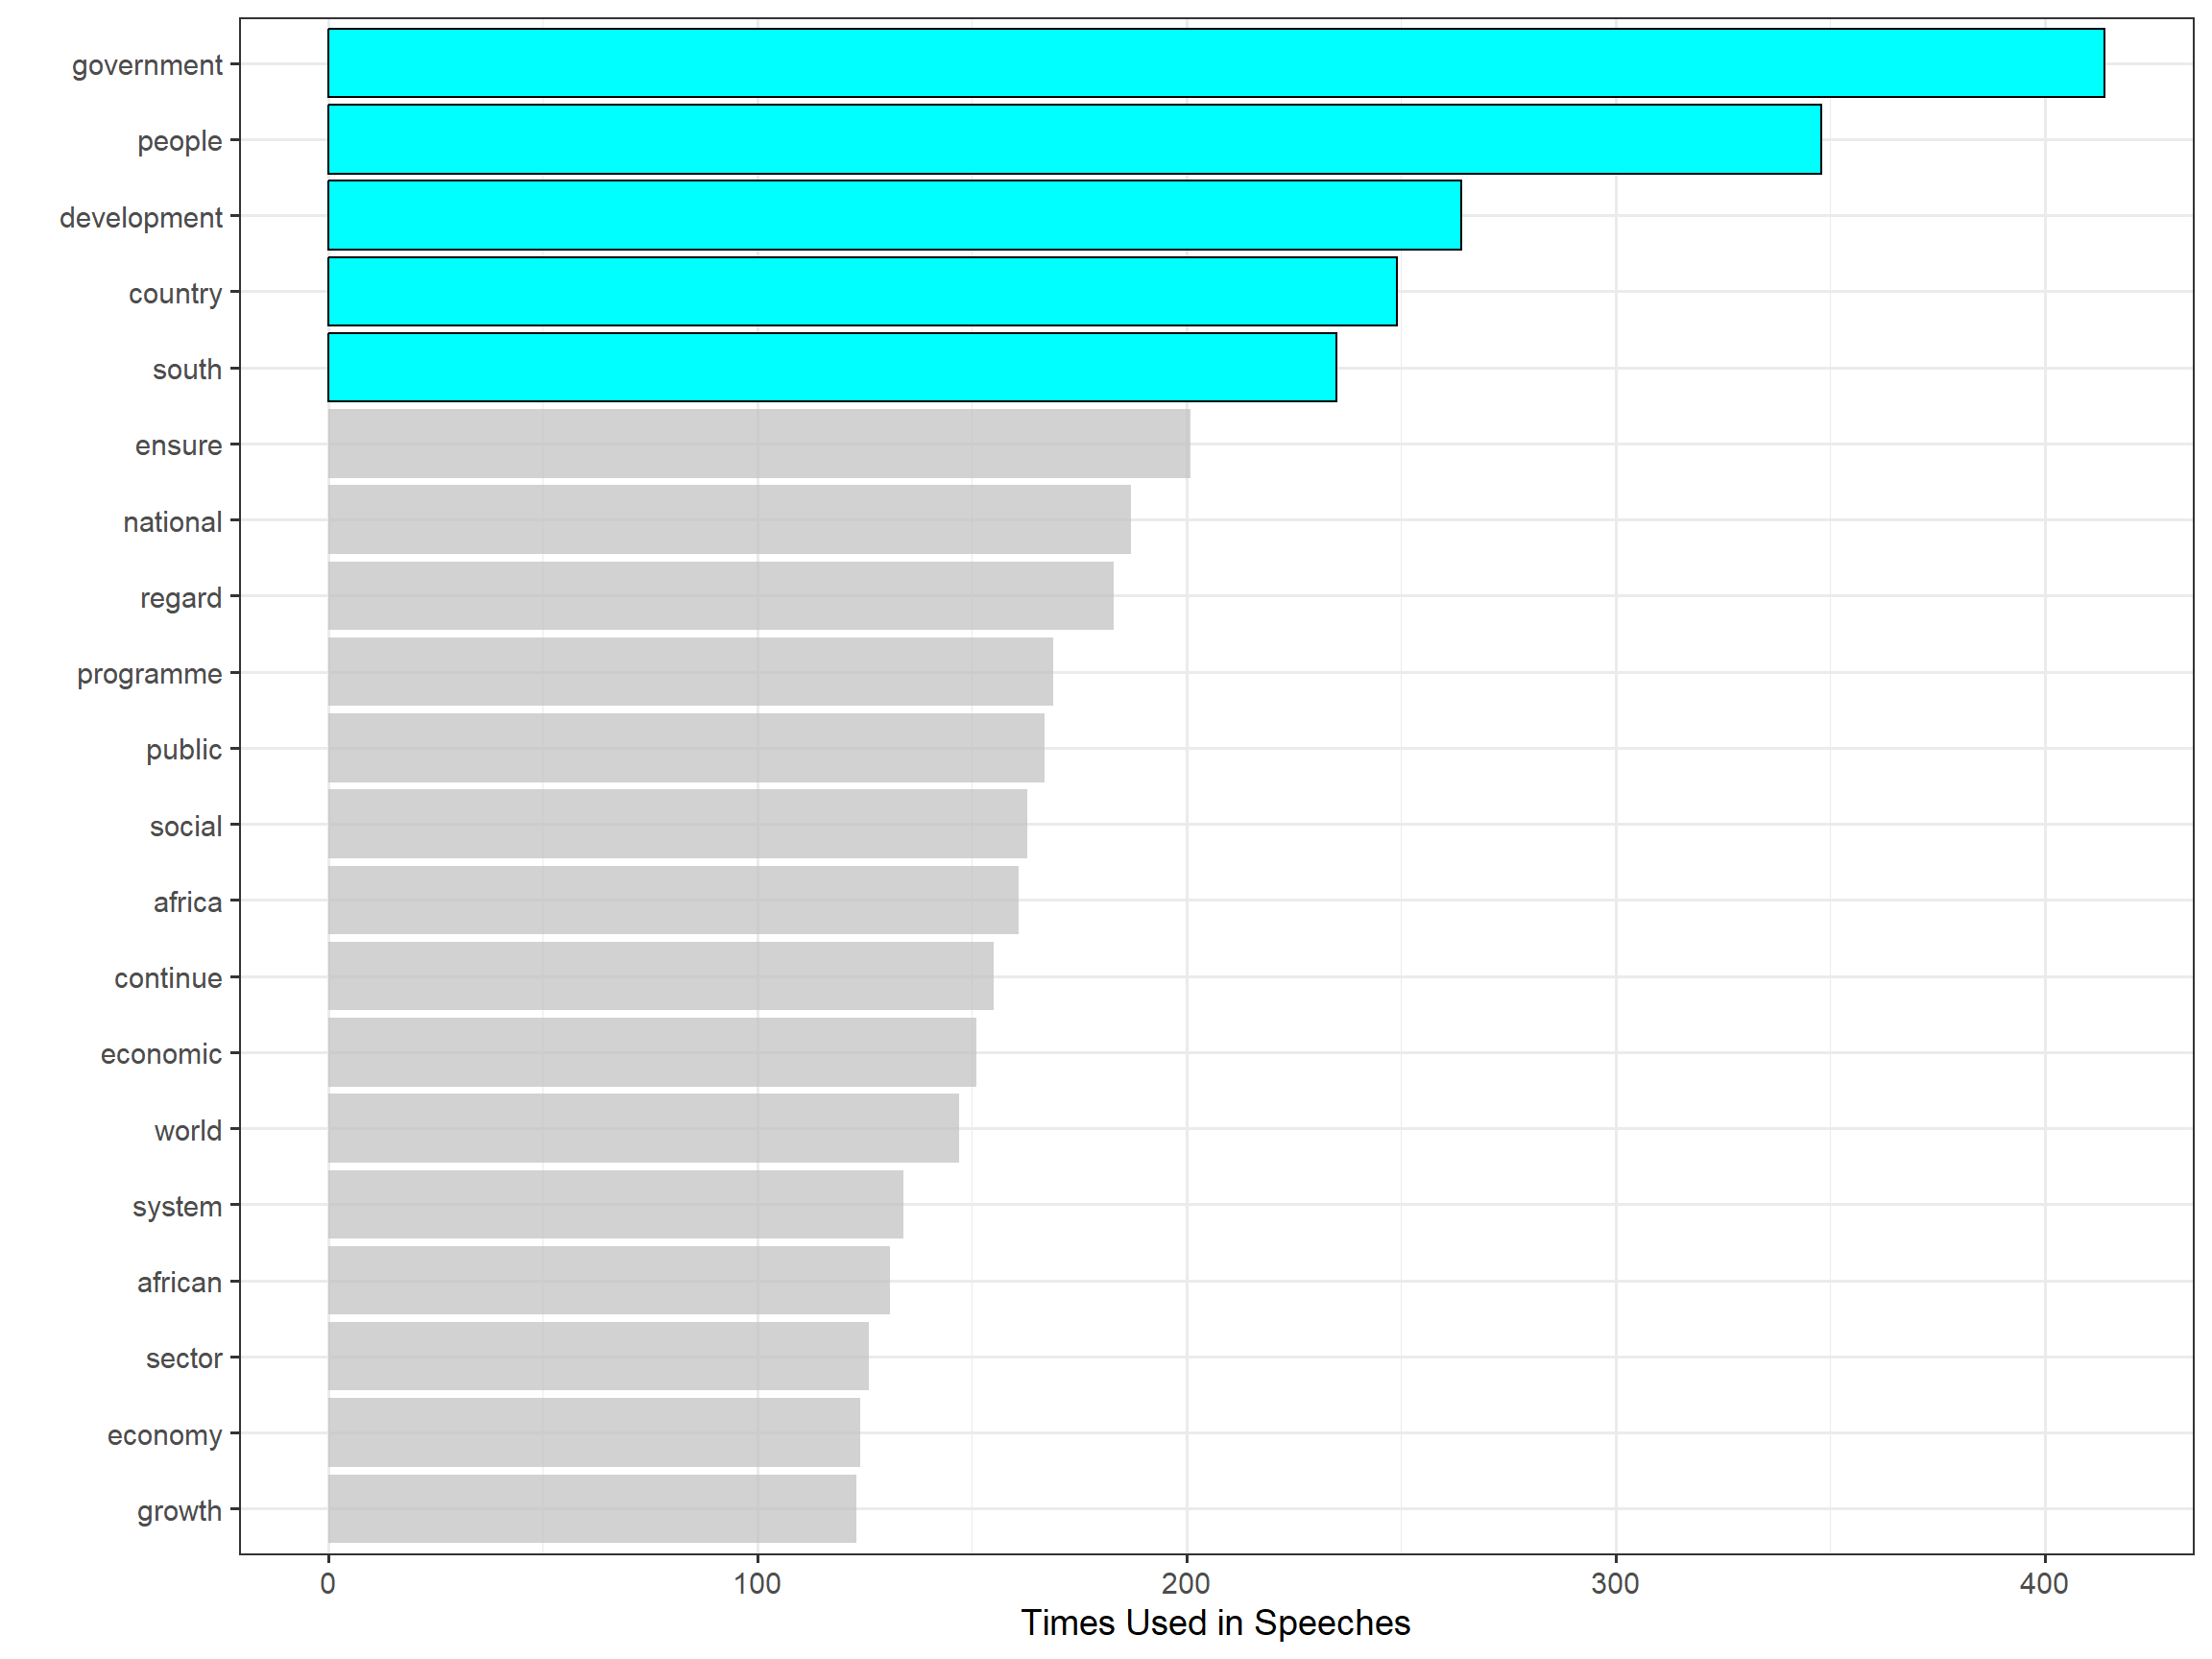 government
people
development
country
south
ensure
national
regard
programme
public
social
africa
continue
economic
world
system
african
sector
economy
growth
0 100 200 300 400
Times Used in Speeches